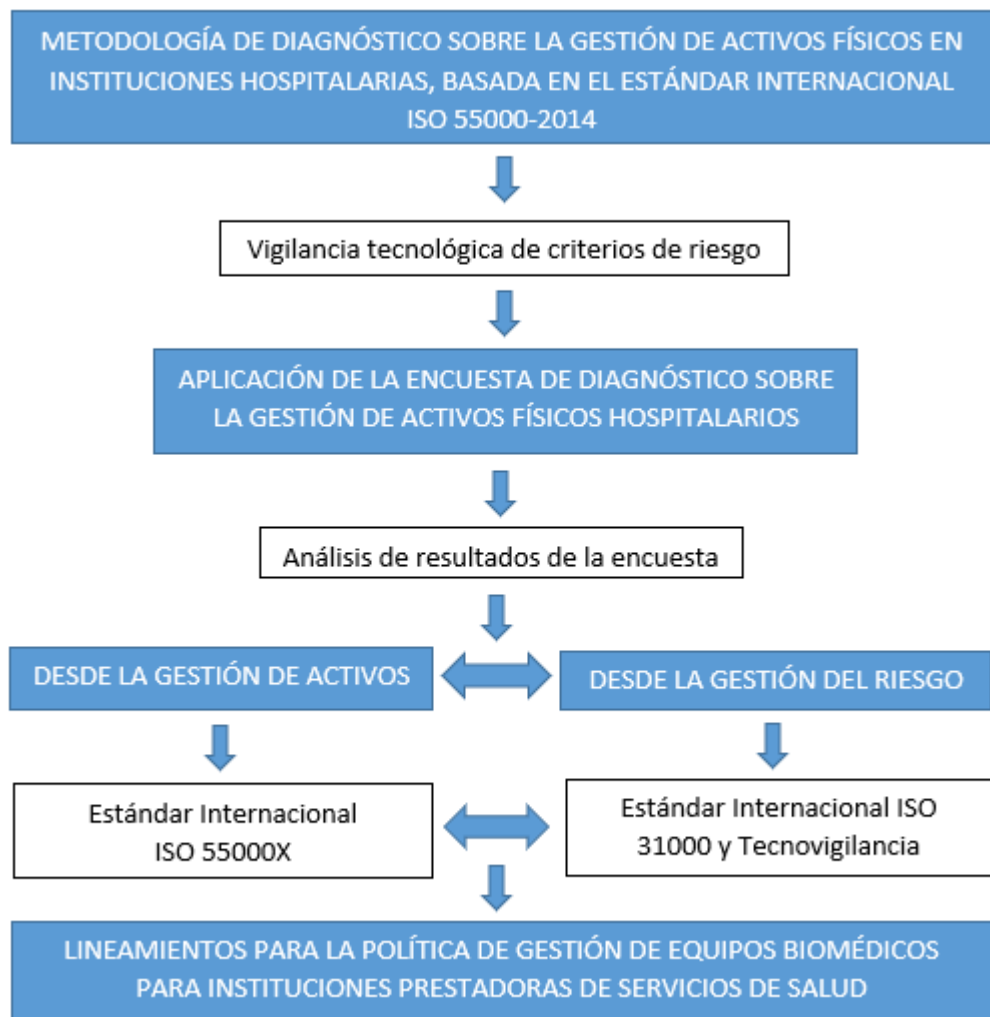 METODOLOGÍA DE DIAGNÓSTICO SOBRE LA GESTIÓN DE ACTIVOS FÍSICOS EN
INSTITUCIONES HOSPITALARIAS, BASADA EN EL ESTÁNDAR INTERNACIONAL
ISO 55000-2014
Vigilancia tecnológica de criterios de riesgo
APLICACIÓN DE LA ENCUESTA DE DIAGNÓSTICO SOBRE
LA GESTIÓN DE ACTIVOS FÍSICOS HOSPITALARIOS
Análisis de resultados de la encuesta
DESDE LA GESTIÓN DE ACTIVOS
DESDE LA GESTIÓN DEL RIESGO
Estándar Internacional
ISO 55000X
Estándar Internacional ISO
31000 y Tecnovigilancia
LINEAMIENTOS PARA LA POLÍTICA DE GESTIÓN DE EQUIPOS BIOMÉDICOS
PARA INSTITUCIONES PRESTADORAS DE SERVICIOS DE SALUD